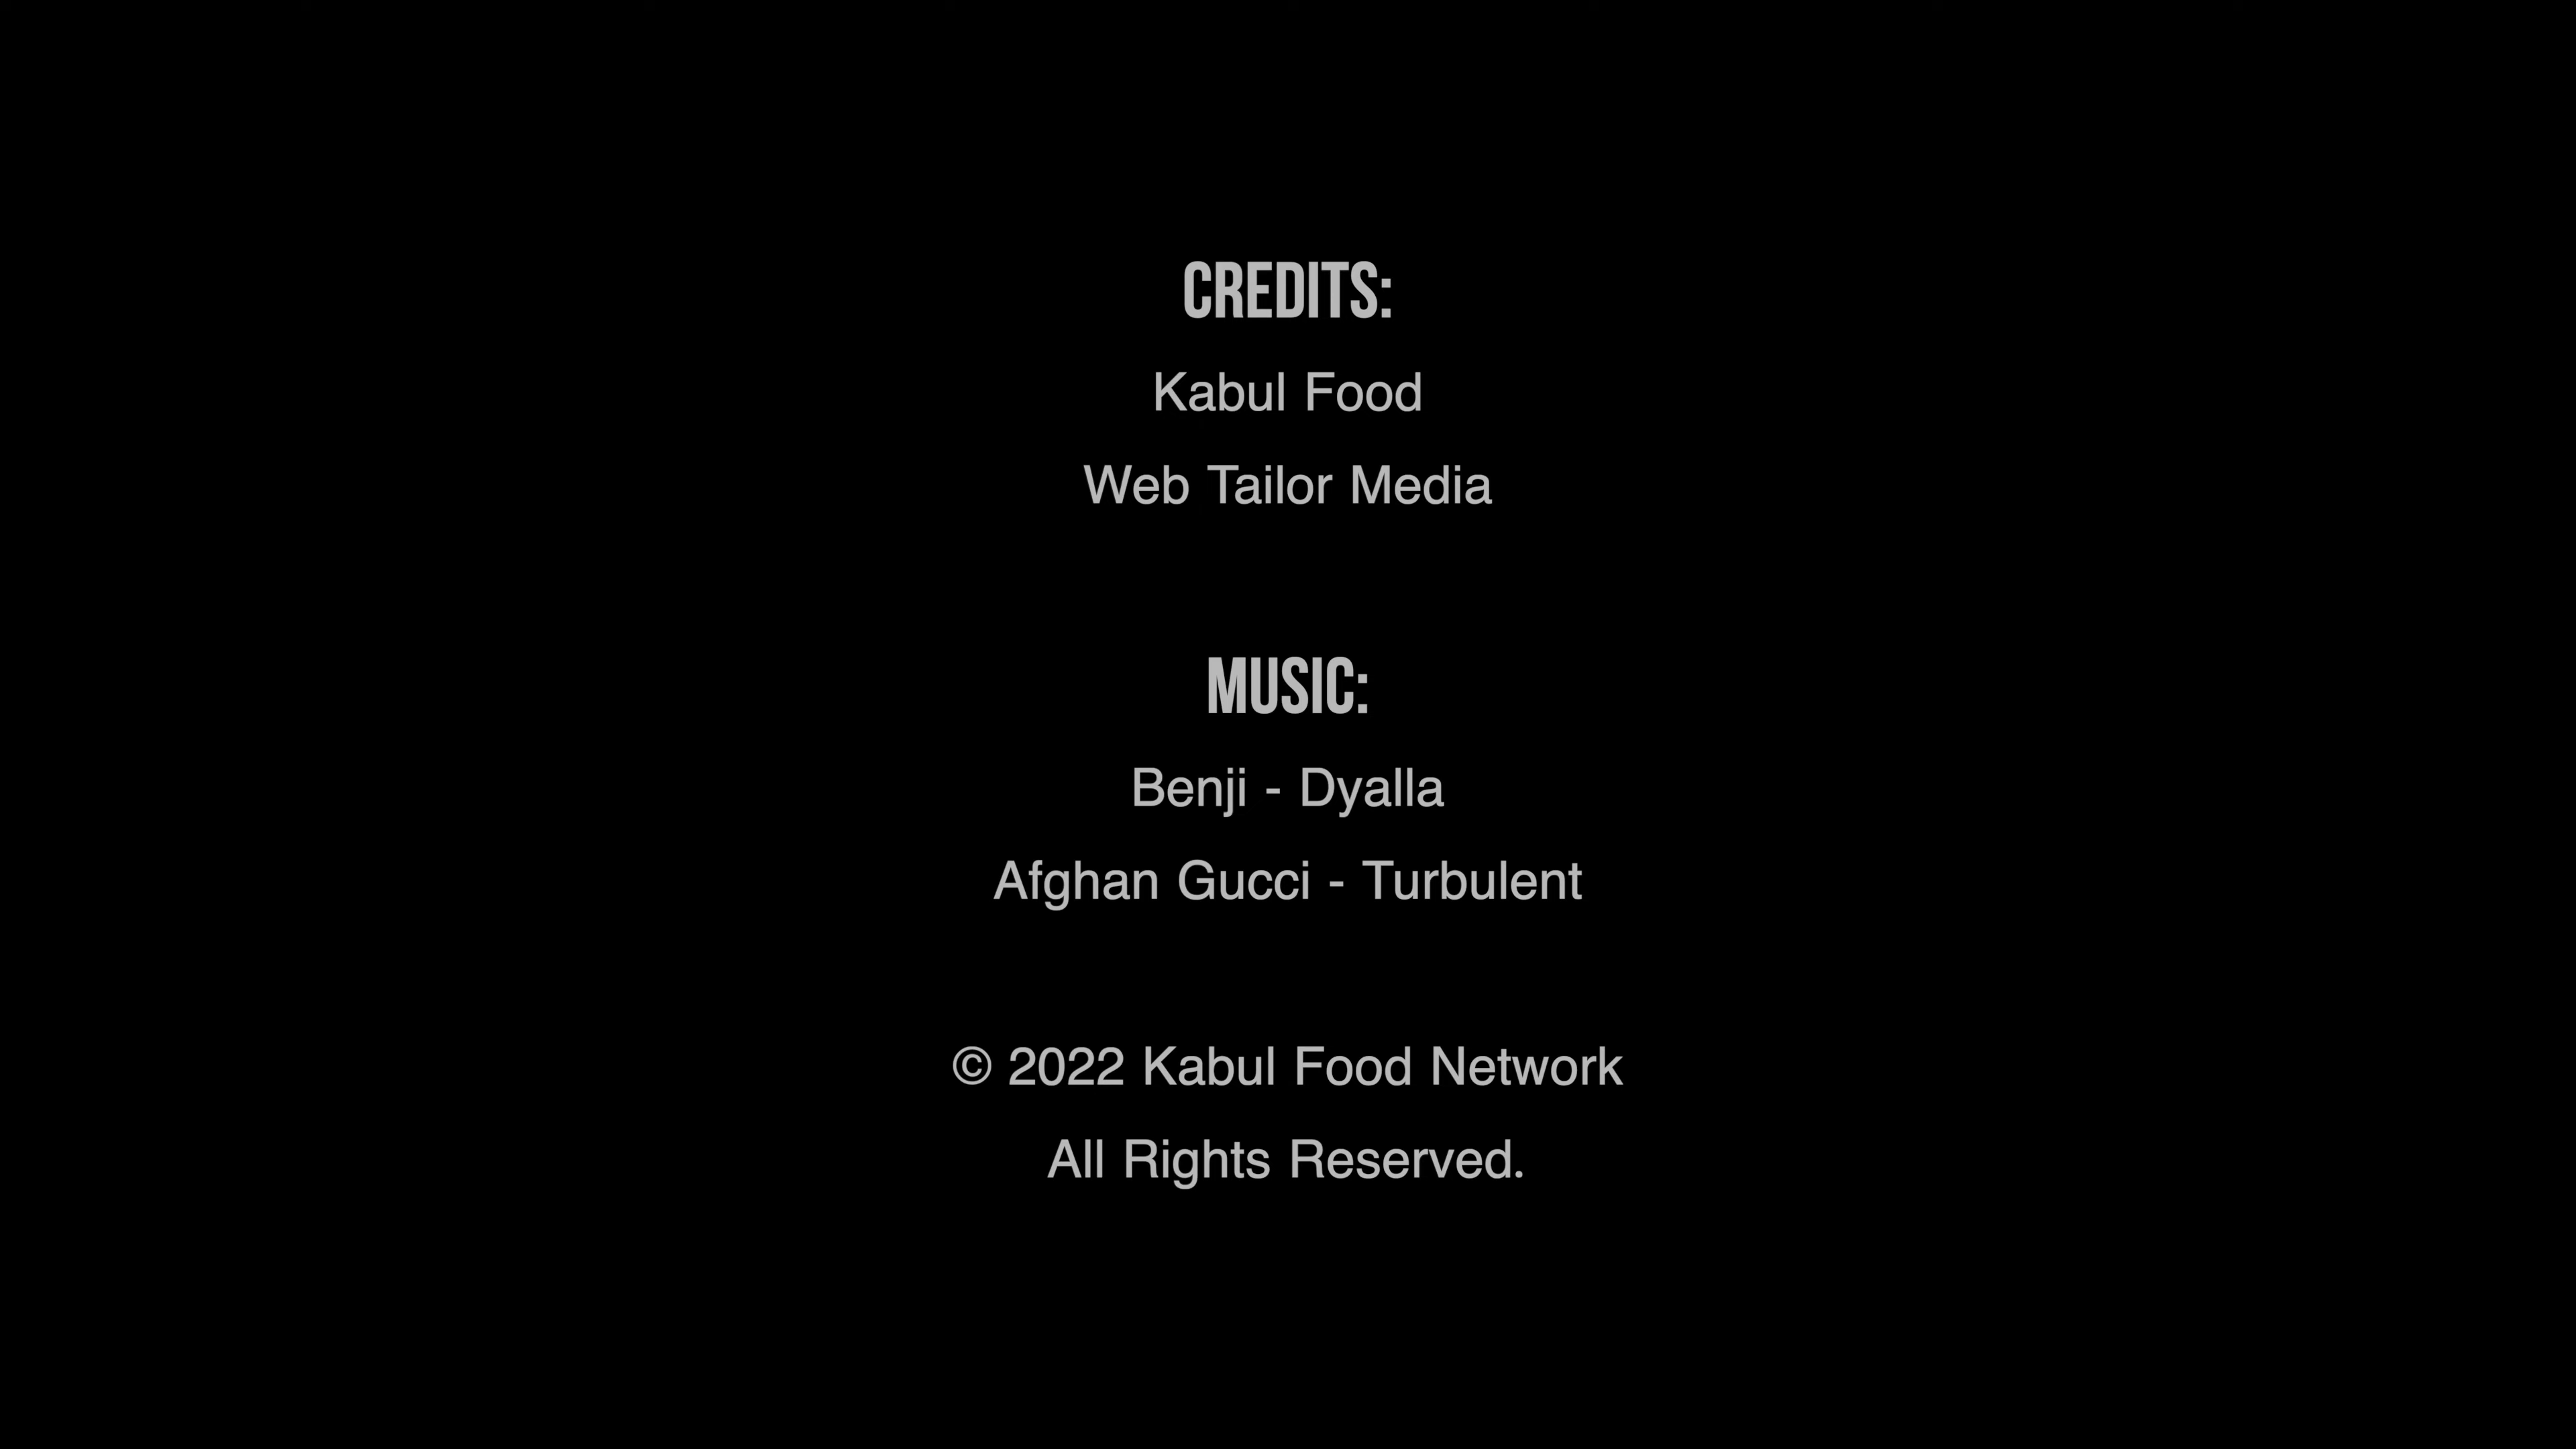 CREDITS:
Kabul Food
Web Tailor Media
MUSIC:
Benji - Dyalla
Afghan Gucci - Turbulent
© 2022 Kabul Food Network
All Rights Reserved.